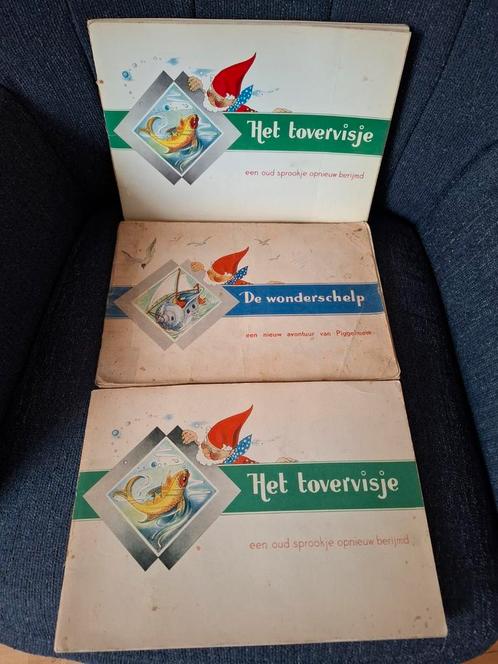 Het tovervisje
een oud sprookje opnieuw berijmd
De wonderschelp
een nieuw avontuur van Piggelmee
Het tovervisje
een oud sprookje opnieuw berijmd